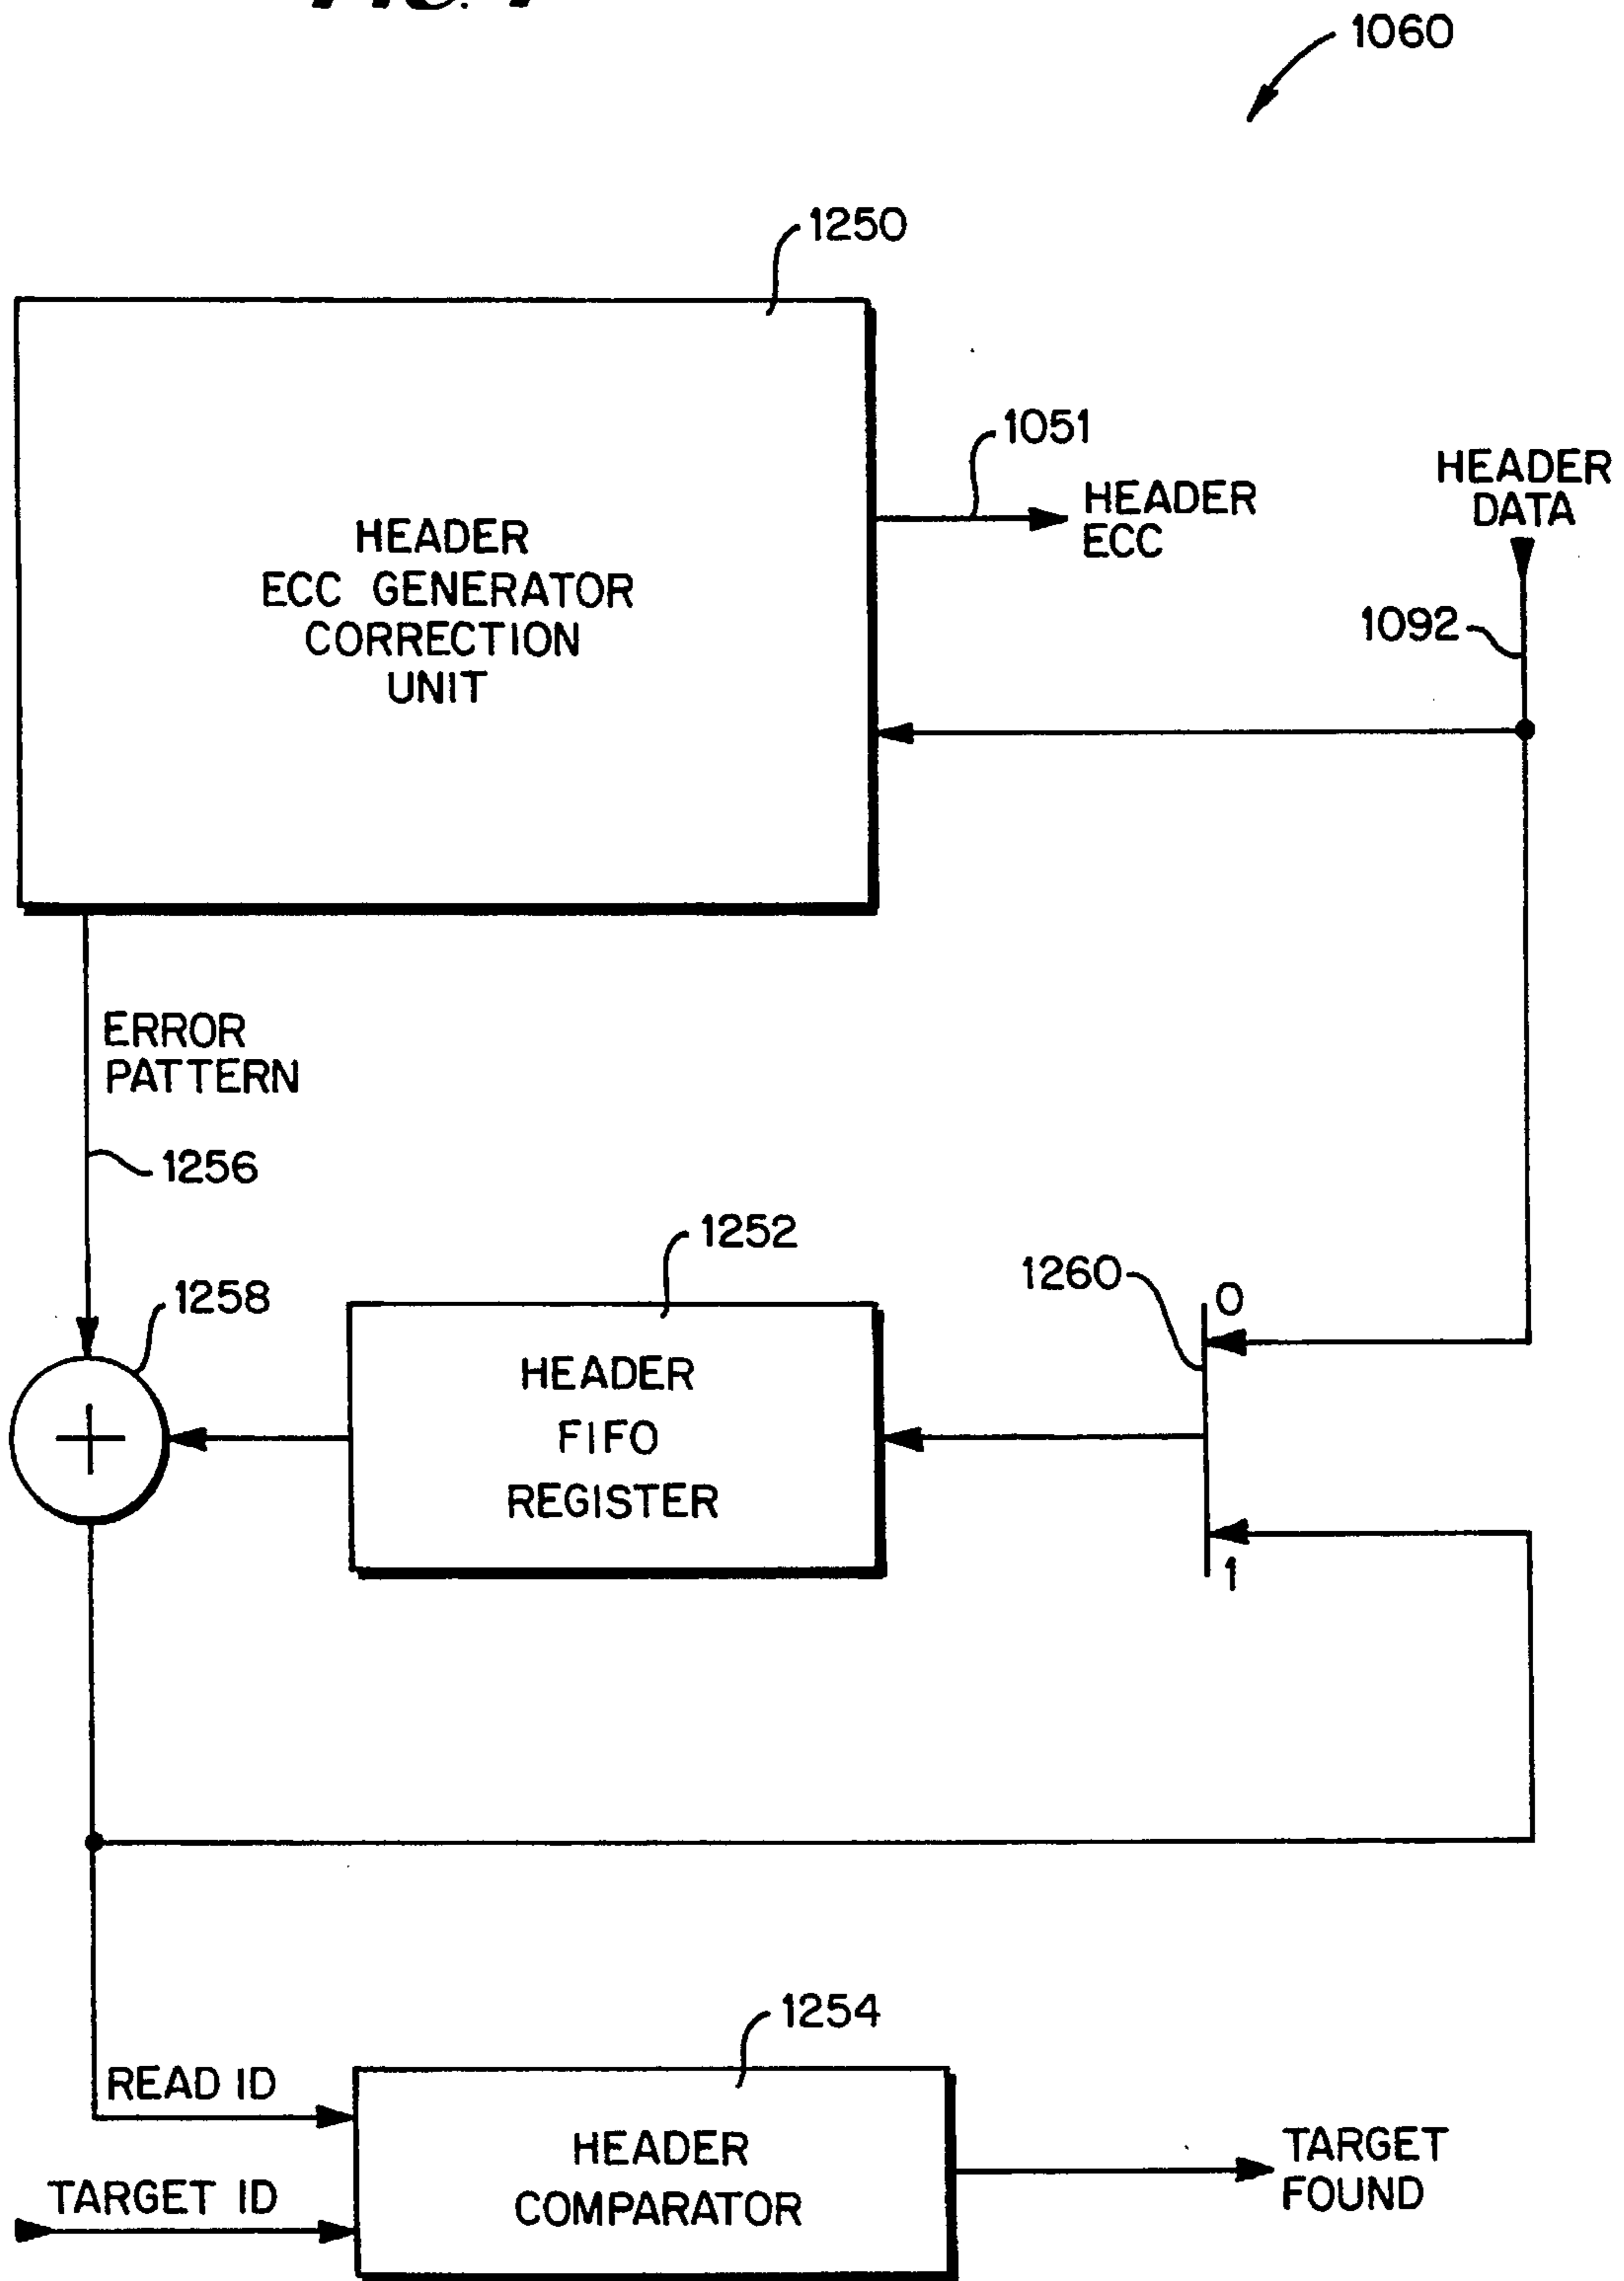 1060
1250
1051
HEADER
ECC
HEADER
DATA
1092
HEADER
ECC GENERATOR
CORRECTION
UNIT
ERROR
PATTERN
1256
1252
1260
0
1258
HEADER
FIFO
REGISTER
1
1254
READ ID
TARGET ID
HEADER
COMPARATOR
TARGET
FOUND